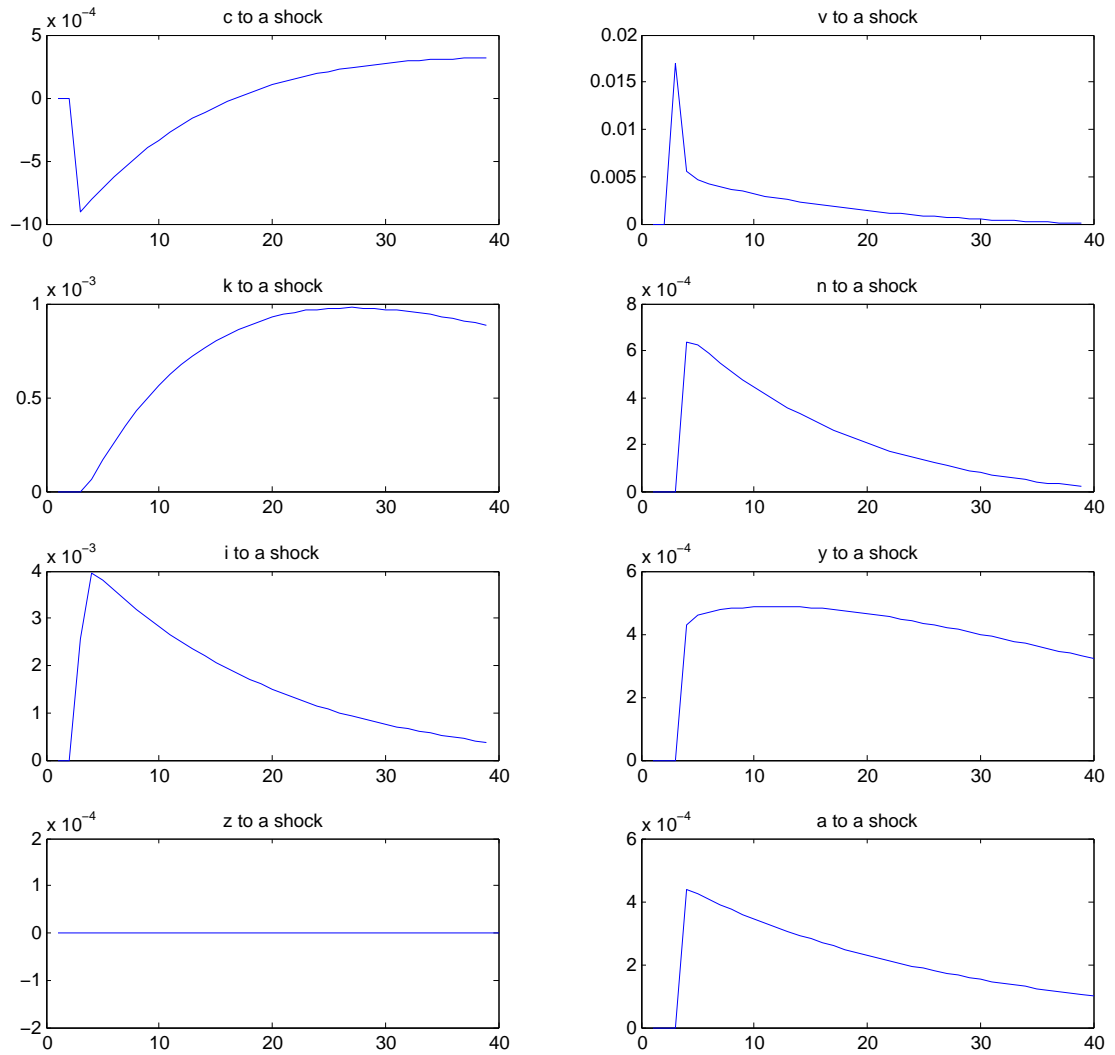 c to a shock
x 10−4
5
0
−5
−10
0 10 20 30 40
v to a shock
0.02
0.015
0.01
0.005
0
0 10 20 30 40
k to a shock
x 10−3
1
0.5
0
0 10 20 30 40
n to a shock
x 10−4
8
6
4
2
0
0 10 20 30 40
i to a shock
x 10−3
4
3
2
1
0
0 10 20 30 40
y to a shock
x 10−4
6
4
2
0
0 10 20 30 40
z to a shock
x 10−4
2
1
0
−1
−2
0 10 20 30 40
a to a shock
x 10−4
6
4
2
0
0 10 20 30 40